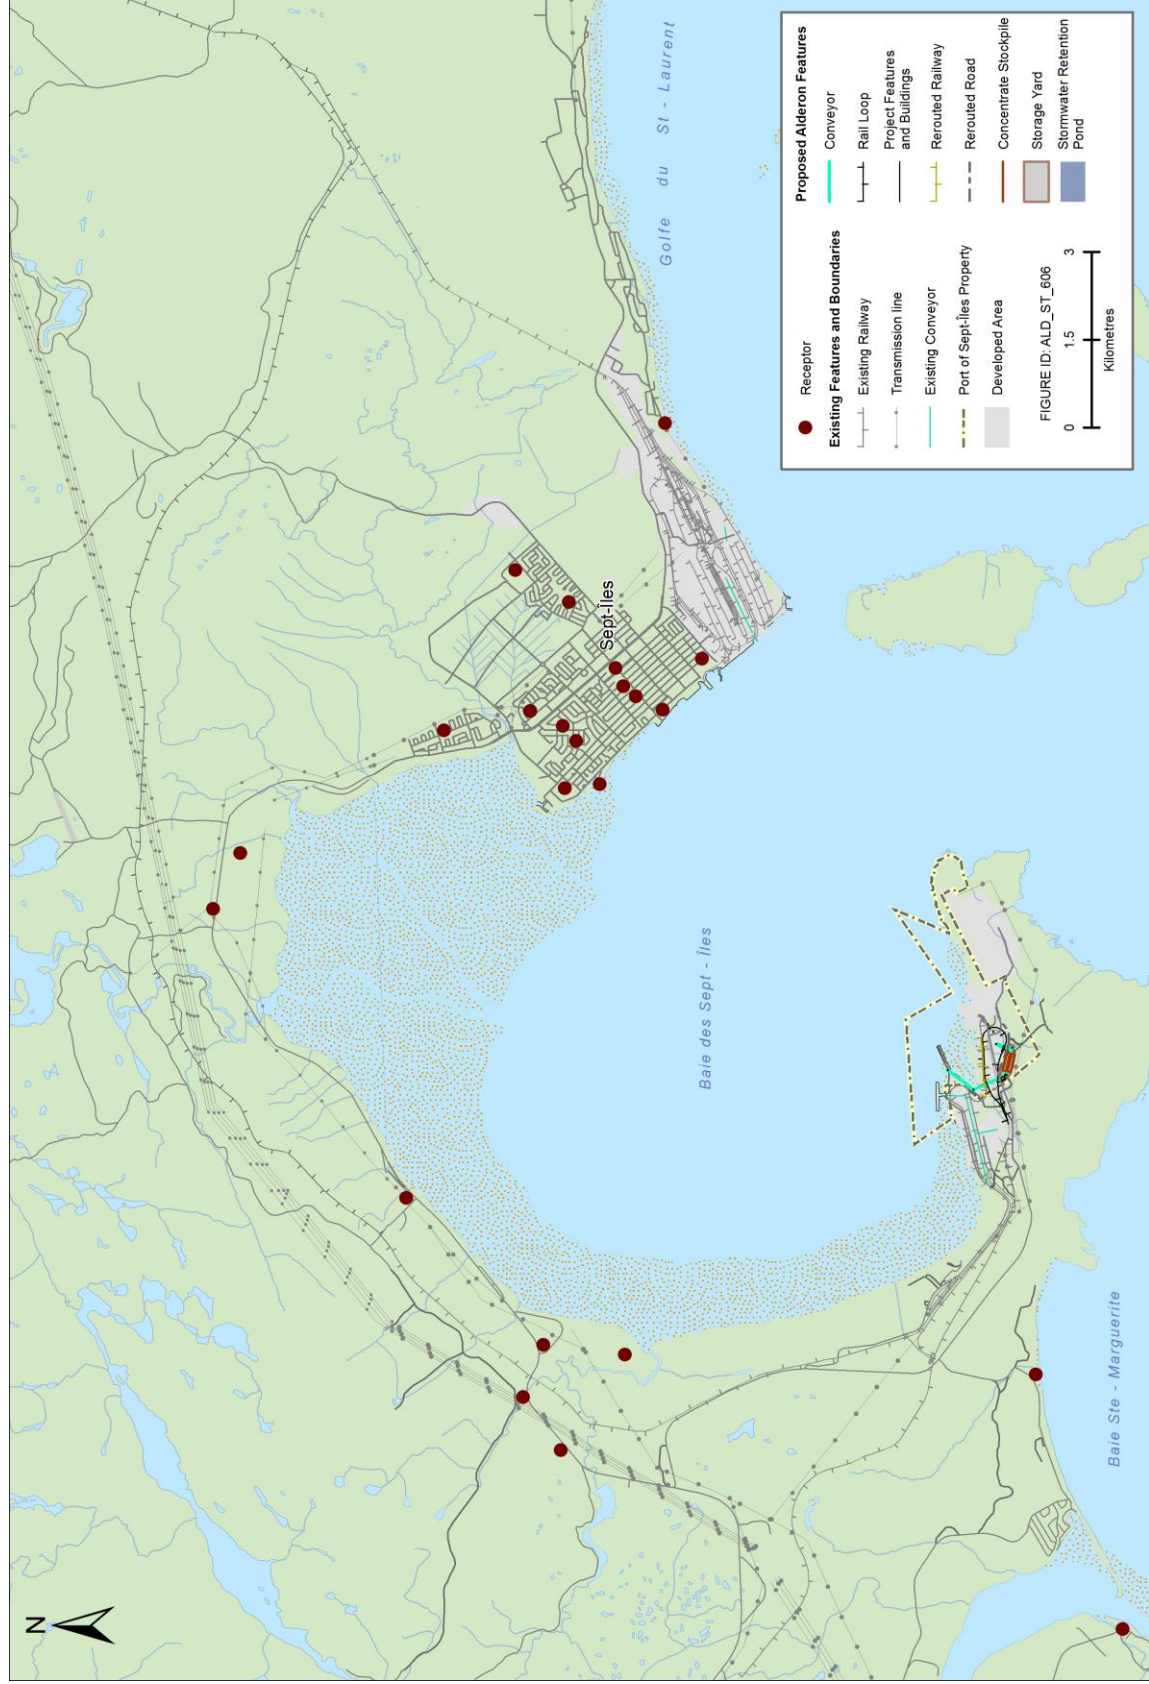 N
Golfe du St - Laurent
Sept-Îles
Baie des Sept - Îles
Baie Ste - Marguerite
Receptor
Existing Features and Boundaries
Existing Railway
Transmission line
Existing Conveyor
Port of Sept-Îles Property
Developed Area
Proposed Alderon Features
Conveyor
Rail Loop
Project Features
and Buildings
Rerouted Railway
Rerouted Road
Concentrate Stockpile
Storage Yard
Stormwater Retention
Pond
FIGURE ID: ALD_ST_606
0 1.5 3
Kilometres